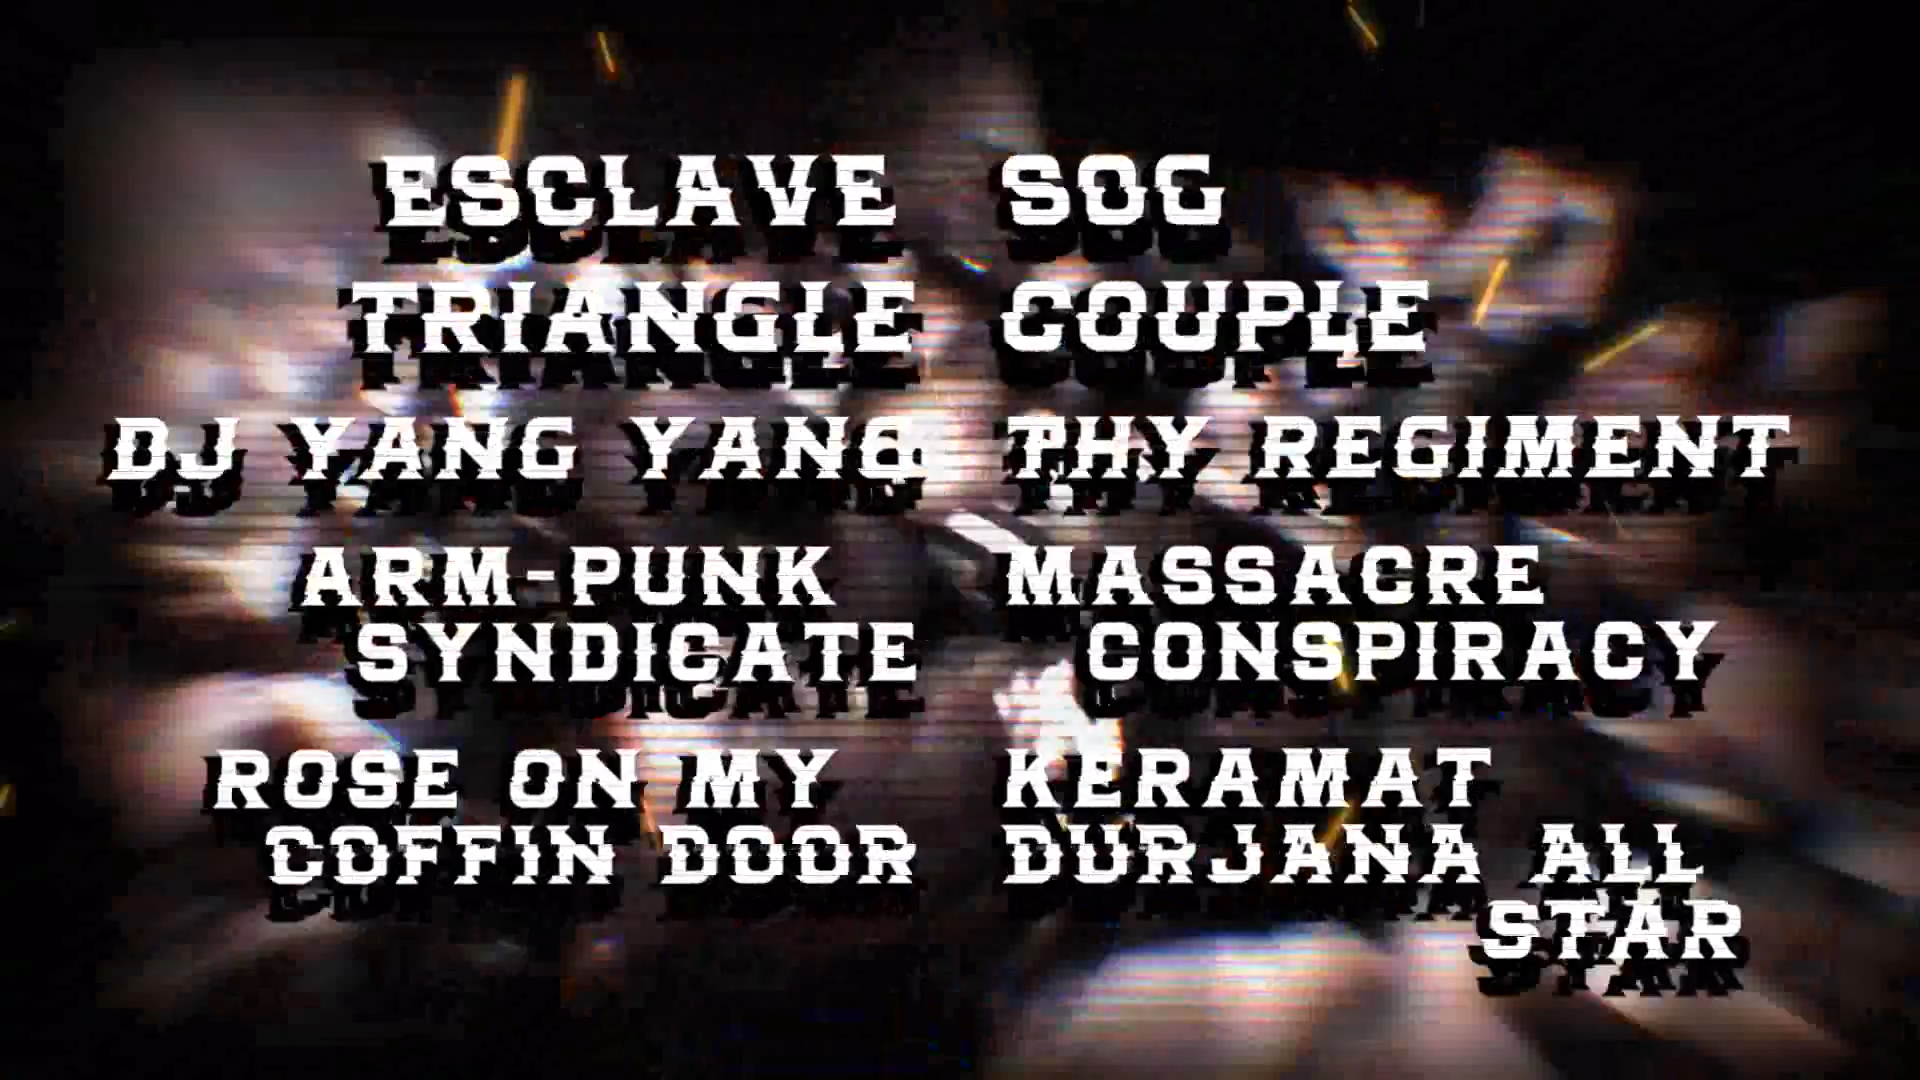 ESCLAVE
TRIANGLE
DJ YANG YANG
ARM-PUNK
SYNDICATE
ROSE ON MY
COFFIN DOOR
SOG
COUPLE
THY REGIMENT
MASSACRE
CONSPIRACY
KERAMAT
DURJANA ALL
STAR